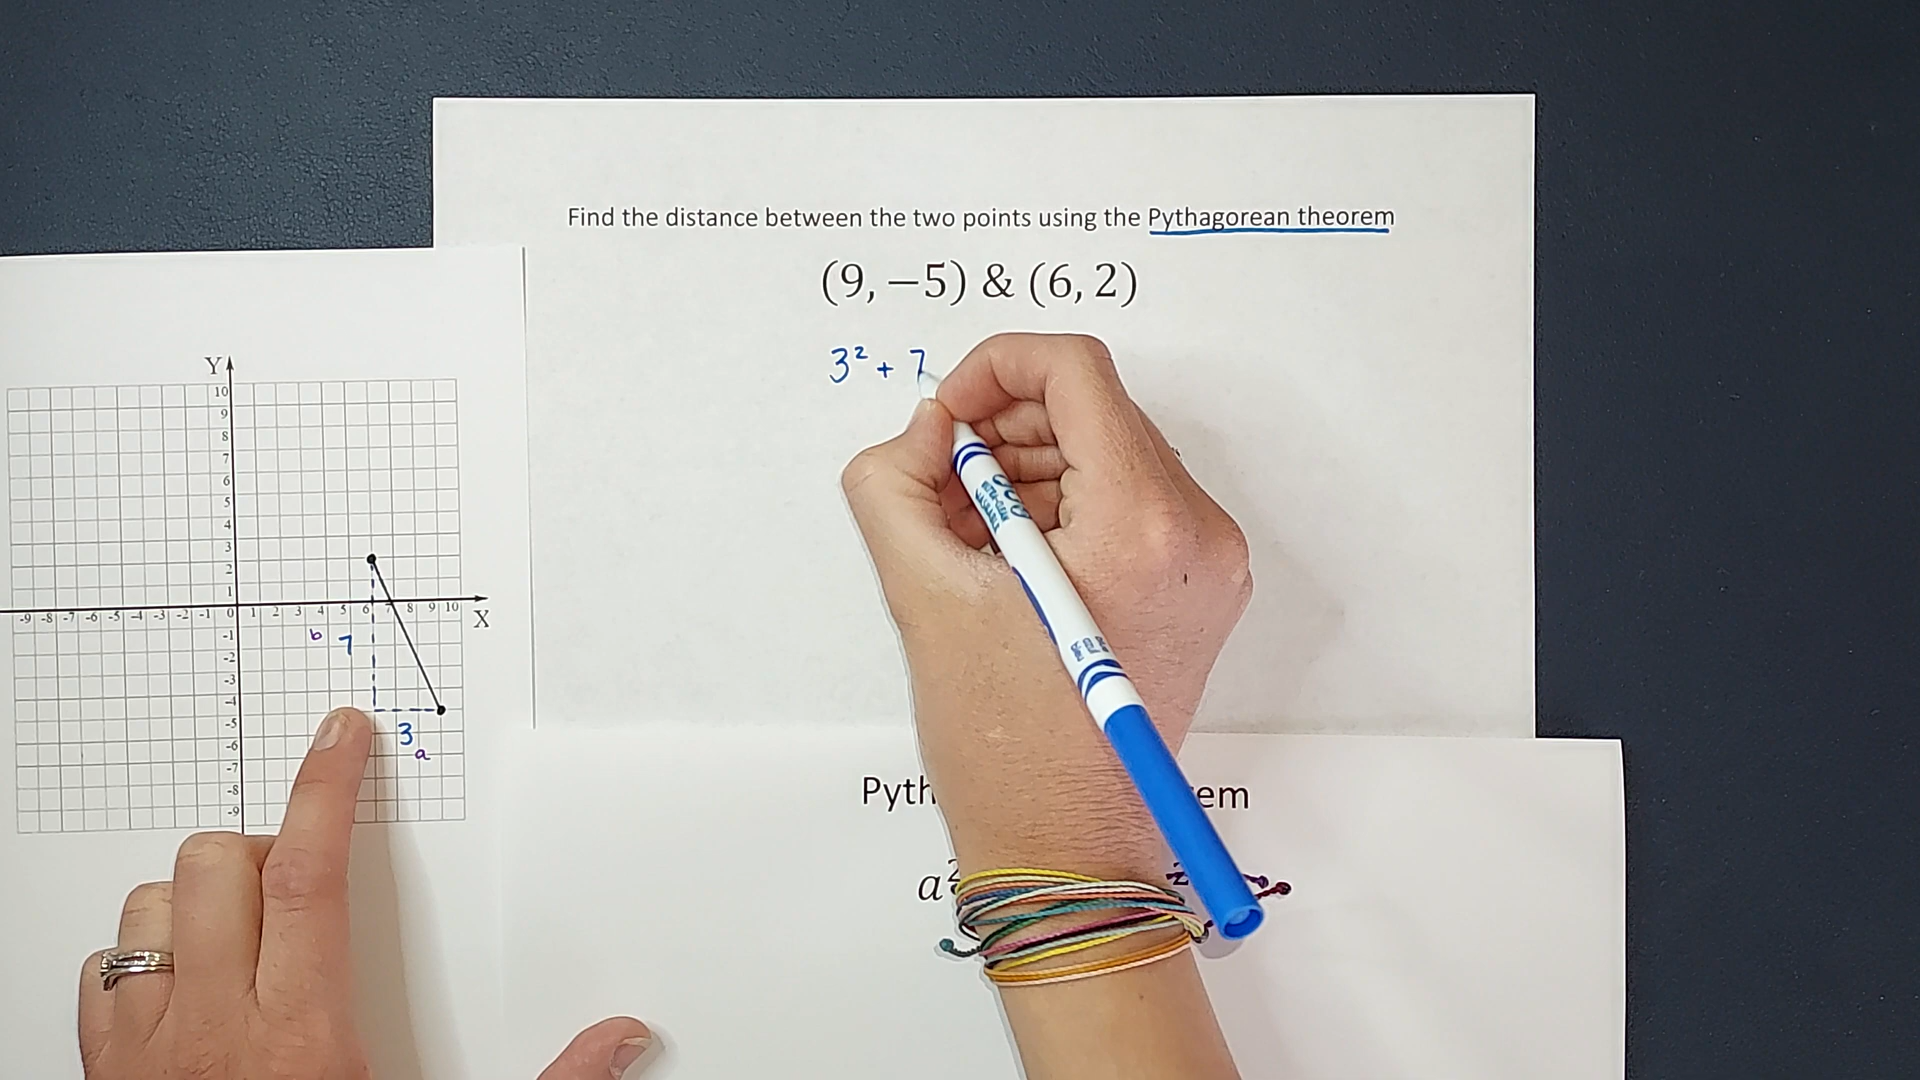 Find the distance between the two points using the Pythagorean theorem
(9, −5) & (6, 2)
3² + 7
Y
10
9
8
7
6
5
4
3
2
1
-9 -8 -7 -6 -5 -4 -3 -2 -1 0 1 2 3 4 5 6 7 8 9 10
X
-1
b 7
-2
-3
-4
-5
3
a
-6
-7
-8
-9
a²